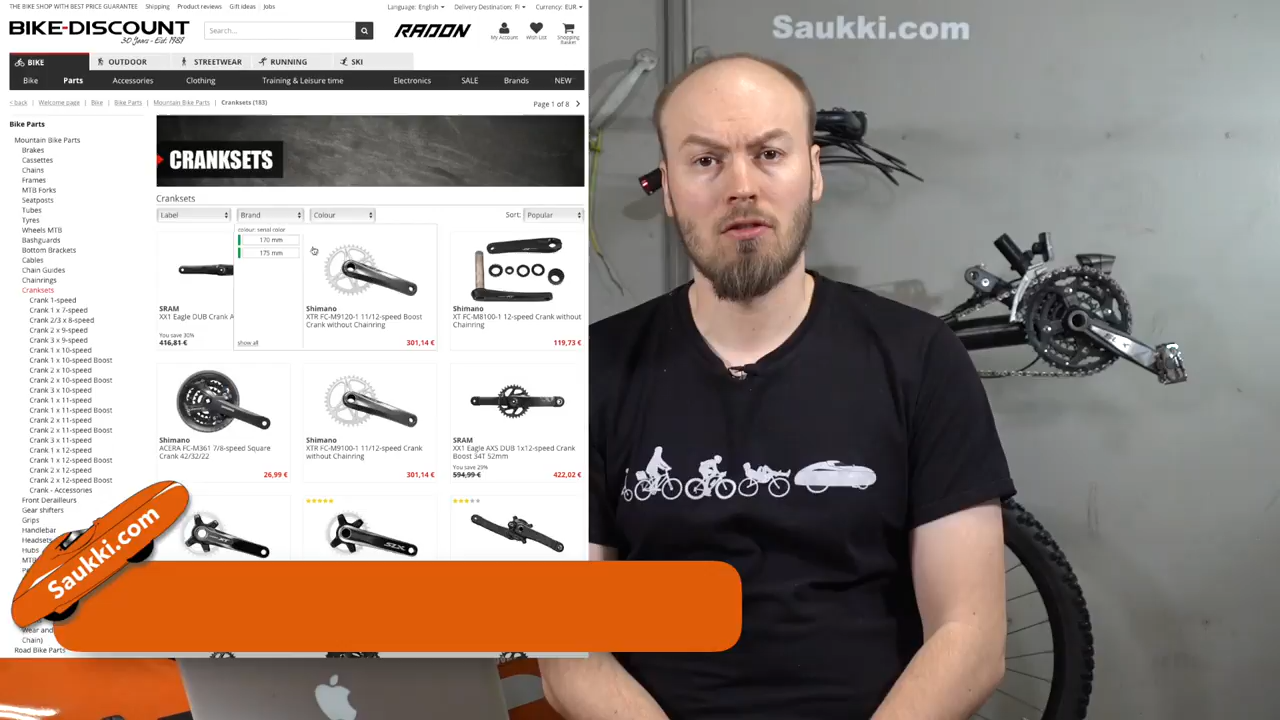 THE BIKE SHOP WITH BEST PRICE GUARANTEE Shipping Product reviews Gift ideas Jobs
Language: English Delivery Destination: FI Currency: EUR
BIKE-DISCOUNT
30 Jahre - Est. 1989
Search...
RADON
My Account Wish List Shopping Basket
BIKE OUTDOOR STREETWEAR RUNNING SKI
Bike Parts Accessories Clothing Training & Leisure time Electronics SALE Brands NEW
< back Welcome page Bike Bike Parts Mountain Bike Parts Cranksets (183)
Page 1 of 8
Bike Parts
Mountain Bike Parts
Brakes
Cassettes
Chains
Frames
MTB Forks
Seatposts
Tubes
Tyres
Wheels MTB
Bashguards
Bottom Brackets
Cables
Chain Guides
Chainrings
Cranksets
Crank 1-speed
Crank 1 x 7-speed
Crank 2/3 x 8-speed
Crank 2 x 9-speed
Crank 3 x 9-speed
Crank 1 x 10-speed
Crank 1 x 10-speed Boost
Crank 2 x 10-speed
Crank 2 x 10-speed Boost
Crank 3 x 10-speed
Crank 1 x 11-speed
Crank 1 x 11-speed Boost
Crank 2 x 11-speed
Crank 2 x 11-speed Boost
Crank 3 x 11-speed
Crank 1 x 12-speed
Crank 1 x 12-speed Boost
Crank 2 x 12-speed
Crank 2 x 12-speed Boost
Crank - Accessories
Front Derailleurs
Gear shifters
Grips
Handlebar
Headsets
Hubs
Wear and
Chain)
Road Bike Parts
CRANKSETS
Cranksets
Label Brand Colour
Sort: Popular
colour: serial color
170 mm
175 mm
show all
SRAM
XX1 Eagle DUB Crank A
You save 30%
416,81 €
Shimano
XTR FC-M9120-1 11/12-speed Boost
Crank without Chainring
301,14 €
Shimano
XT FC-M8100-1 12-speed Crank without
Chainring
119,73 €
Shimano
ACERA FC-M361 7/8-speed Square
Crank 42/32/22
26,99 €
Shimano
XTR FC-M9100-1 11/12-speed Crank
without Chainring
301,14 €
SRAM
XX1 Eagle AXS DUB 1x12-speed Crank
Boost 34T 52mm
You save 29%
594,99 €
422,02 €
SLX
Saukki.com
Saukki.com